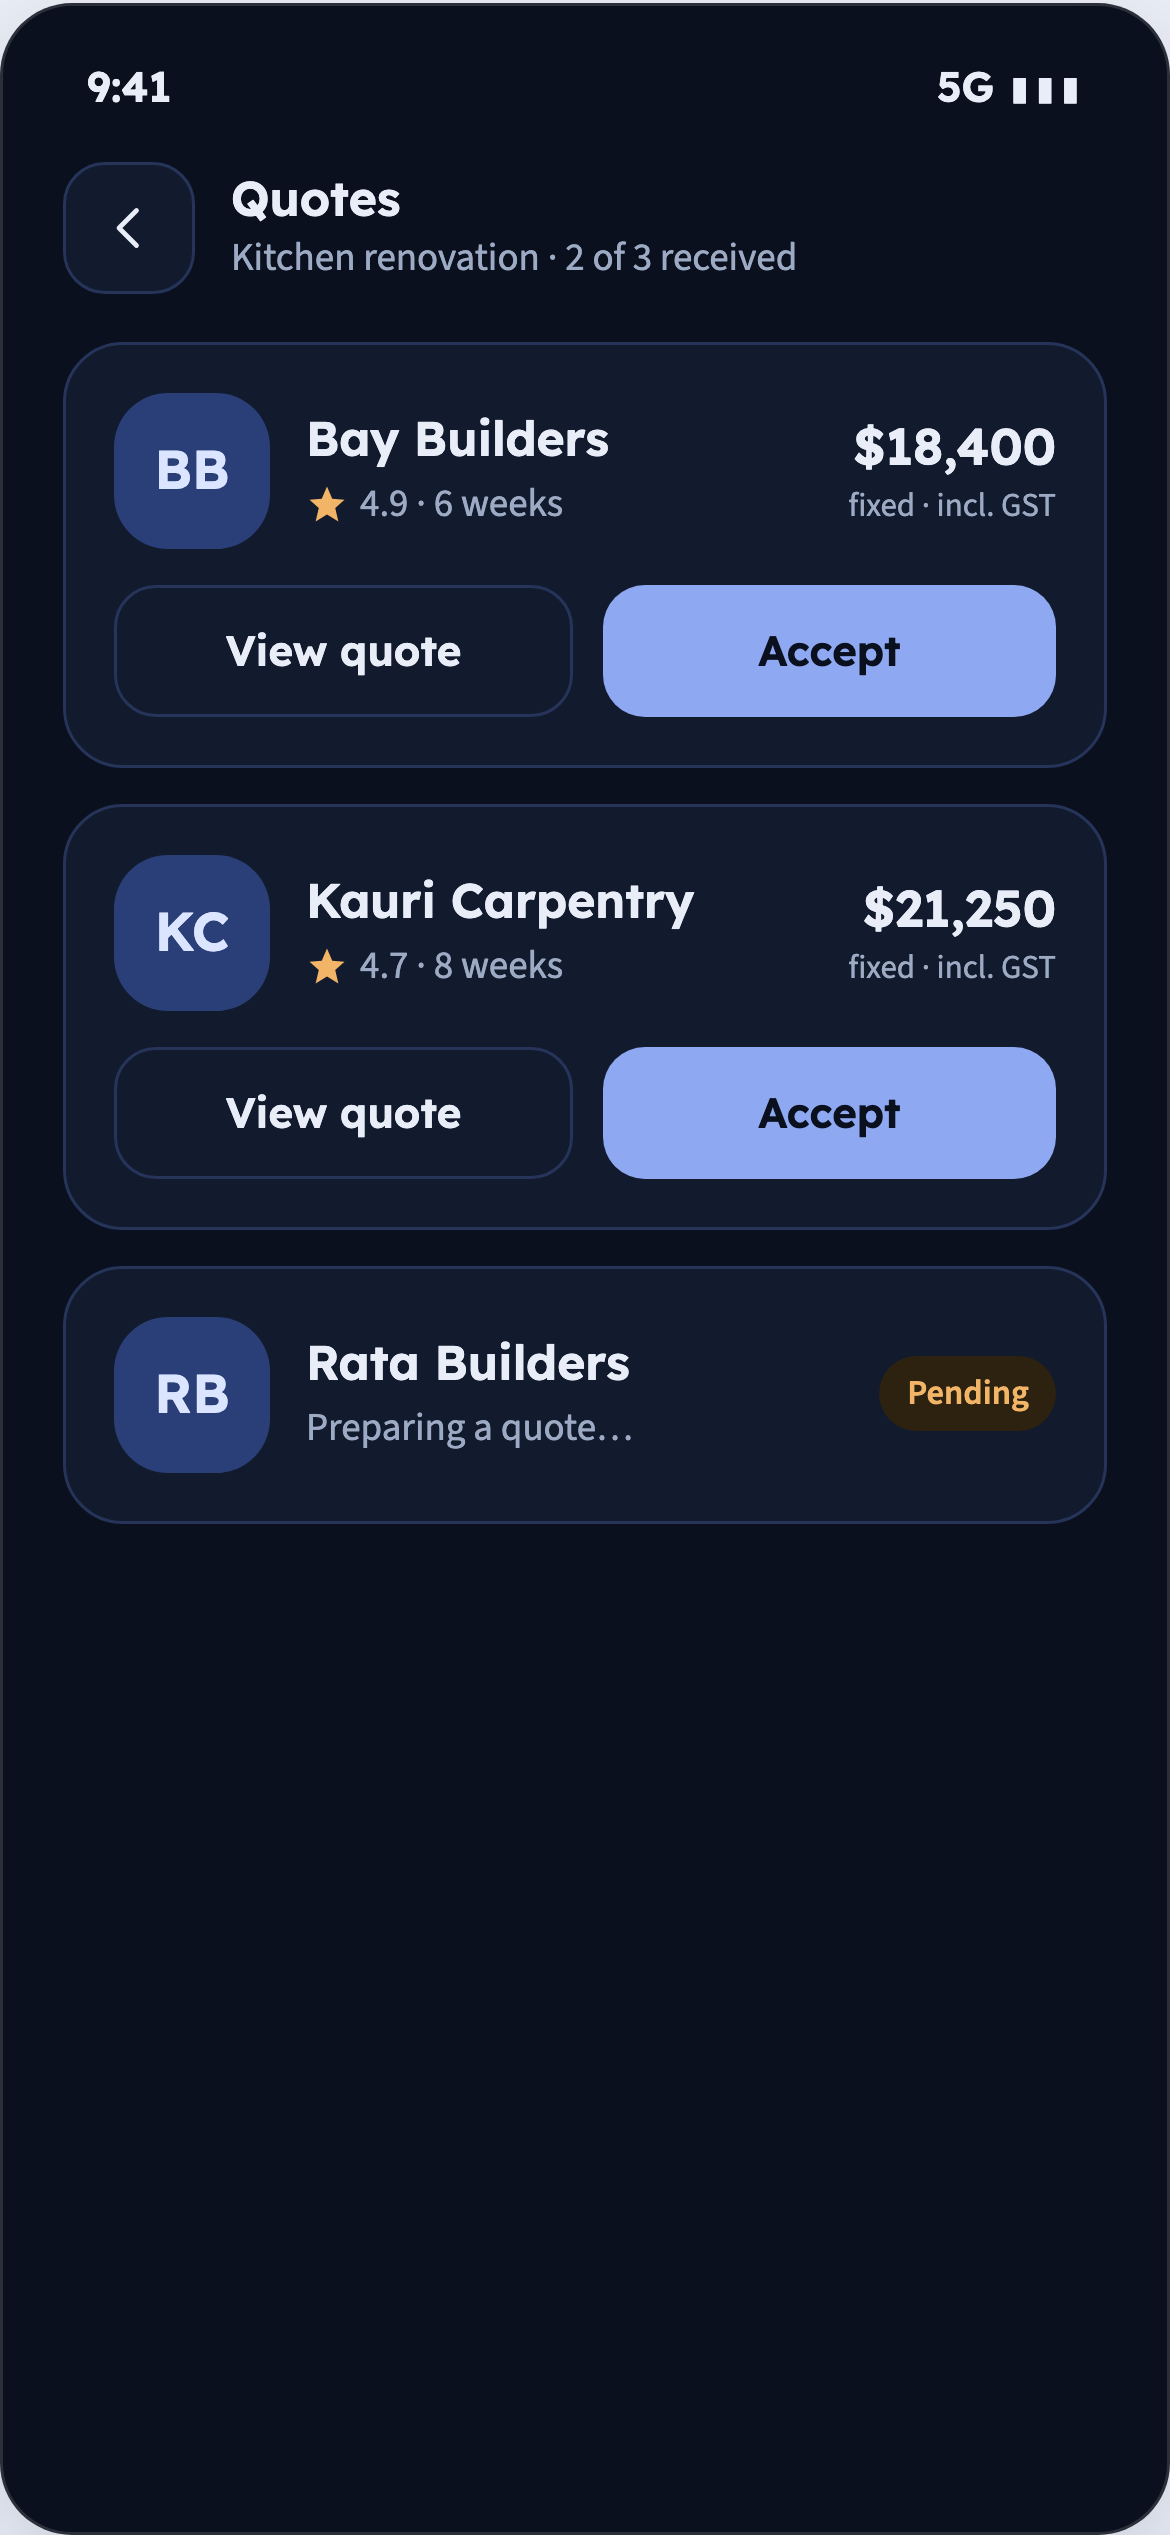 9:41
5G
Quotes
Kitchen renovation · 2 of 3 received
BB
Bay Builders
4.9 · 6 weeks
$18,400
fixed · incl. GST
View quote
Accept
KC
Kauri Carpentry
4.7 · 8 weeks
$21,250
fixed · incl. GST
View quote
Accept
RB
Rata Builders
Preparing a quote…
Pending